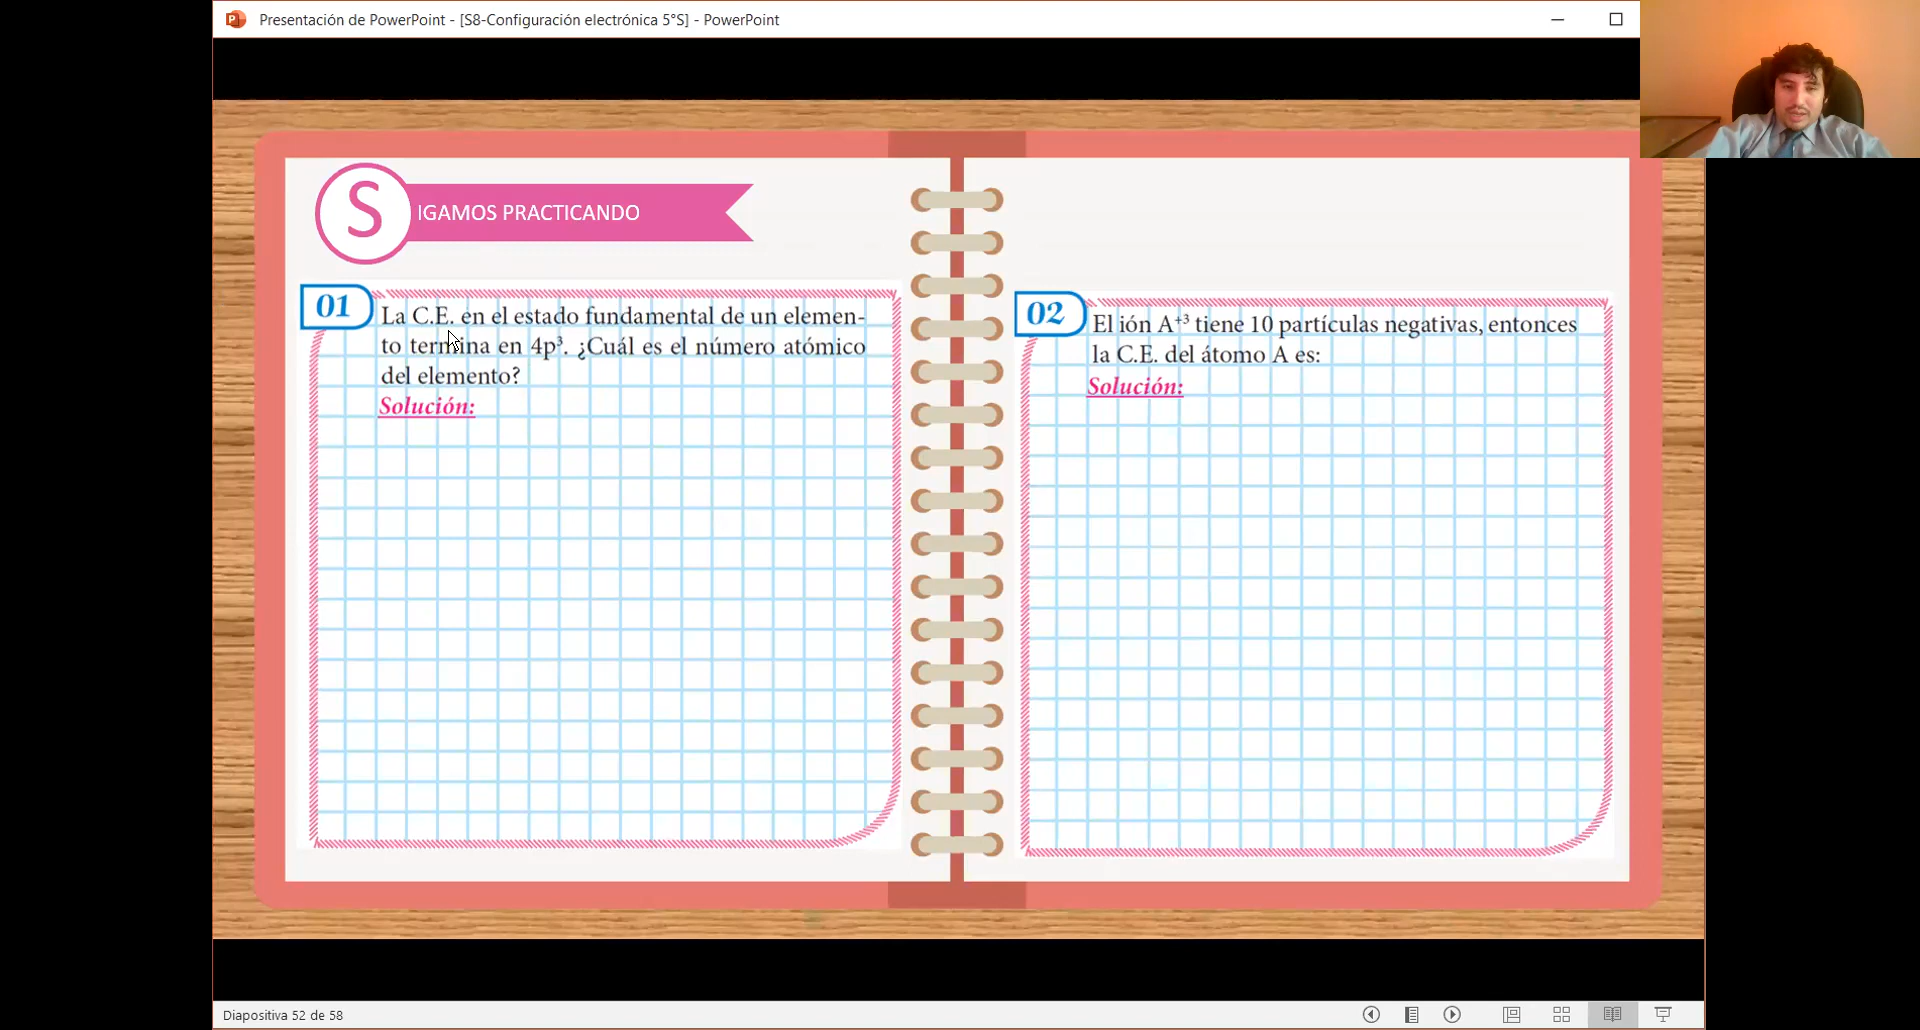 Presentación de PowerPoint - [S8-Configuración electrónica 5°S] - PowerPoint
S IGAMOS PRACTICANDO
01
La C.E. en el estado fundamental de un elemen-
to termina en 4p³. ¿Cuál es el número atómico
del elemento?
Solución:
02
El ión A⁺³ tiene 10 partículas negativas, entonces
la C.E. del átomo A es:
Solución:
Diapositiva 52 de 58